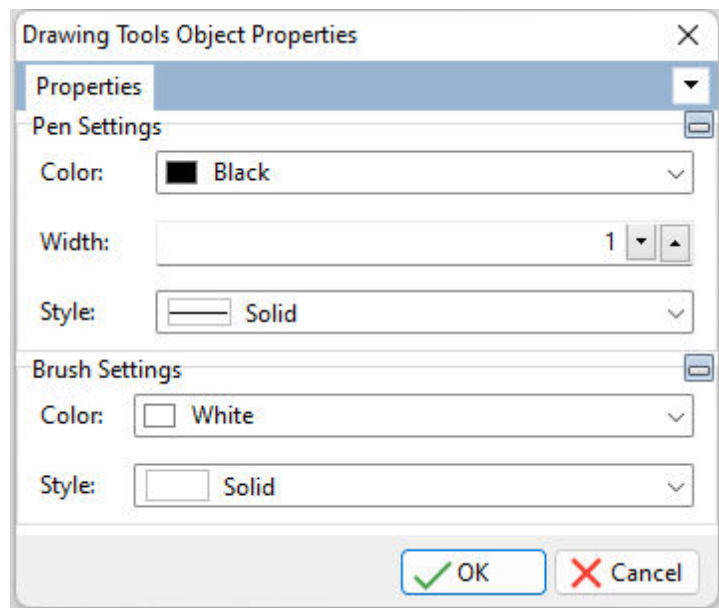 Drawing Tools Object Properties
Properties
Pen Settings
Color: Black
Width: 1
Style: Solid
Brush Settings
Color: White
Style: Solid
OK Cancel